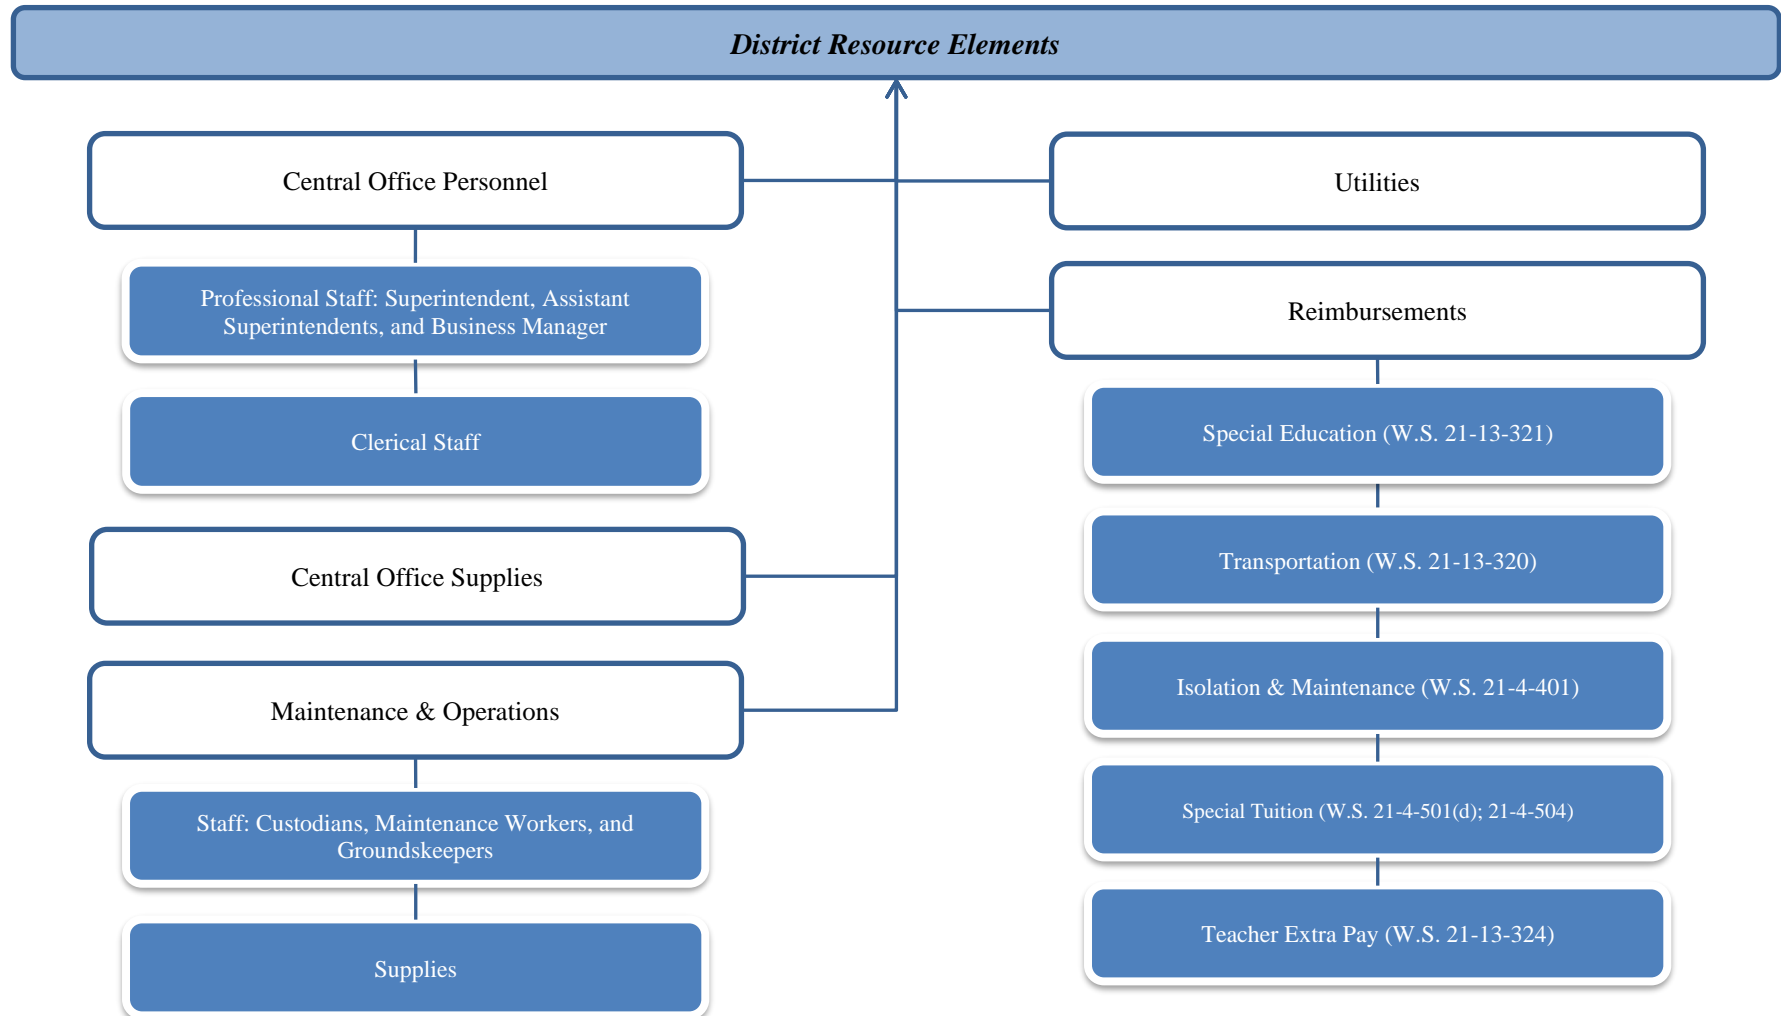 District Resource Elements
Central Office Personnel
Professional Staff: Superintendent, Assistant
Superintendents, and Business Manager
Clerical Staff
Central Office Supplies
Maintenance & Operations
Staff: Custodians, Maintenance Workers, and
Groundskeepers
Supplies
Utilities
Reimbursements
Special Education (W.S. 21-13-321)
Transportation (W.S. 21-13-320)
Isolation & Maintenance (W.S. 21-4-401)
Special Tuition (W.S. 21-4-501(d); 21-4-504)
Teacher Extra Pay (W.S. 21-13-324)